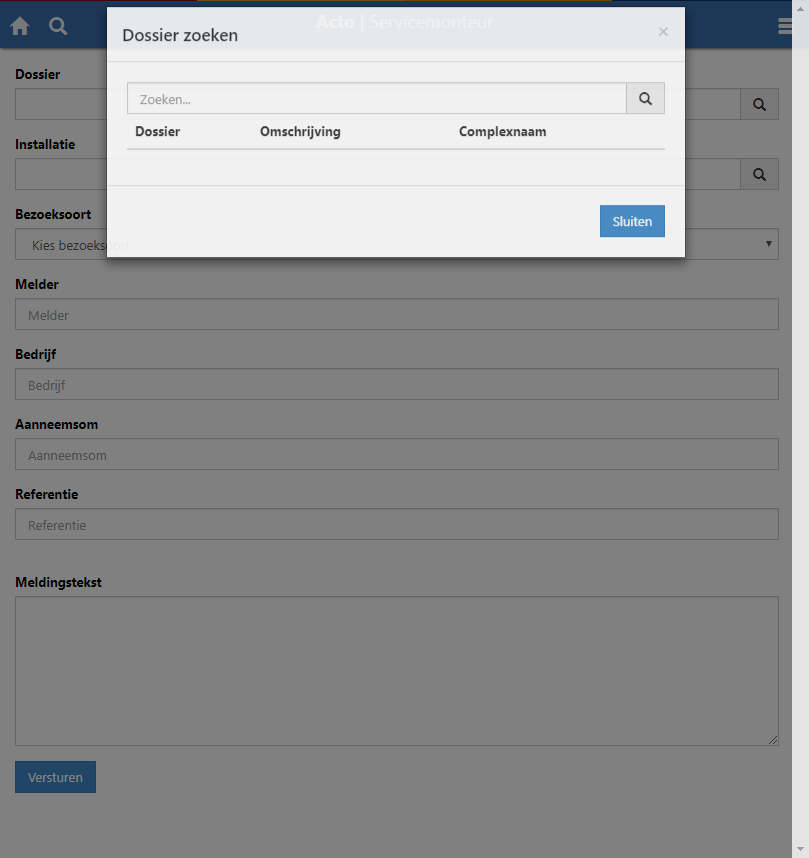 Acto | Servicemonteur
Dossier zoeken ×
Zoeken...
Dossier Omschrijving Complexnaam
Sluiten
Dossier
Installatie
Bezoeksoort
Kies bezoeksoort
Melder
Melder
Bedrijf
Bedrijf
Aanneemsom
Aanneemsom
Referentie
Referentie
Meldingstekst
Versturen